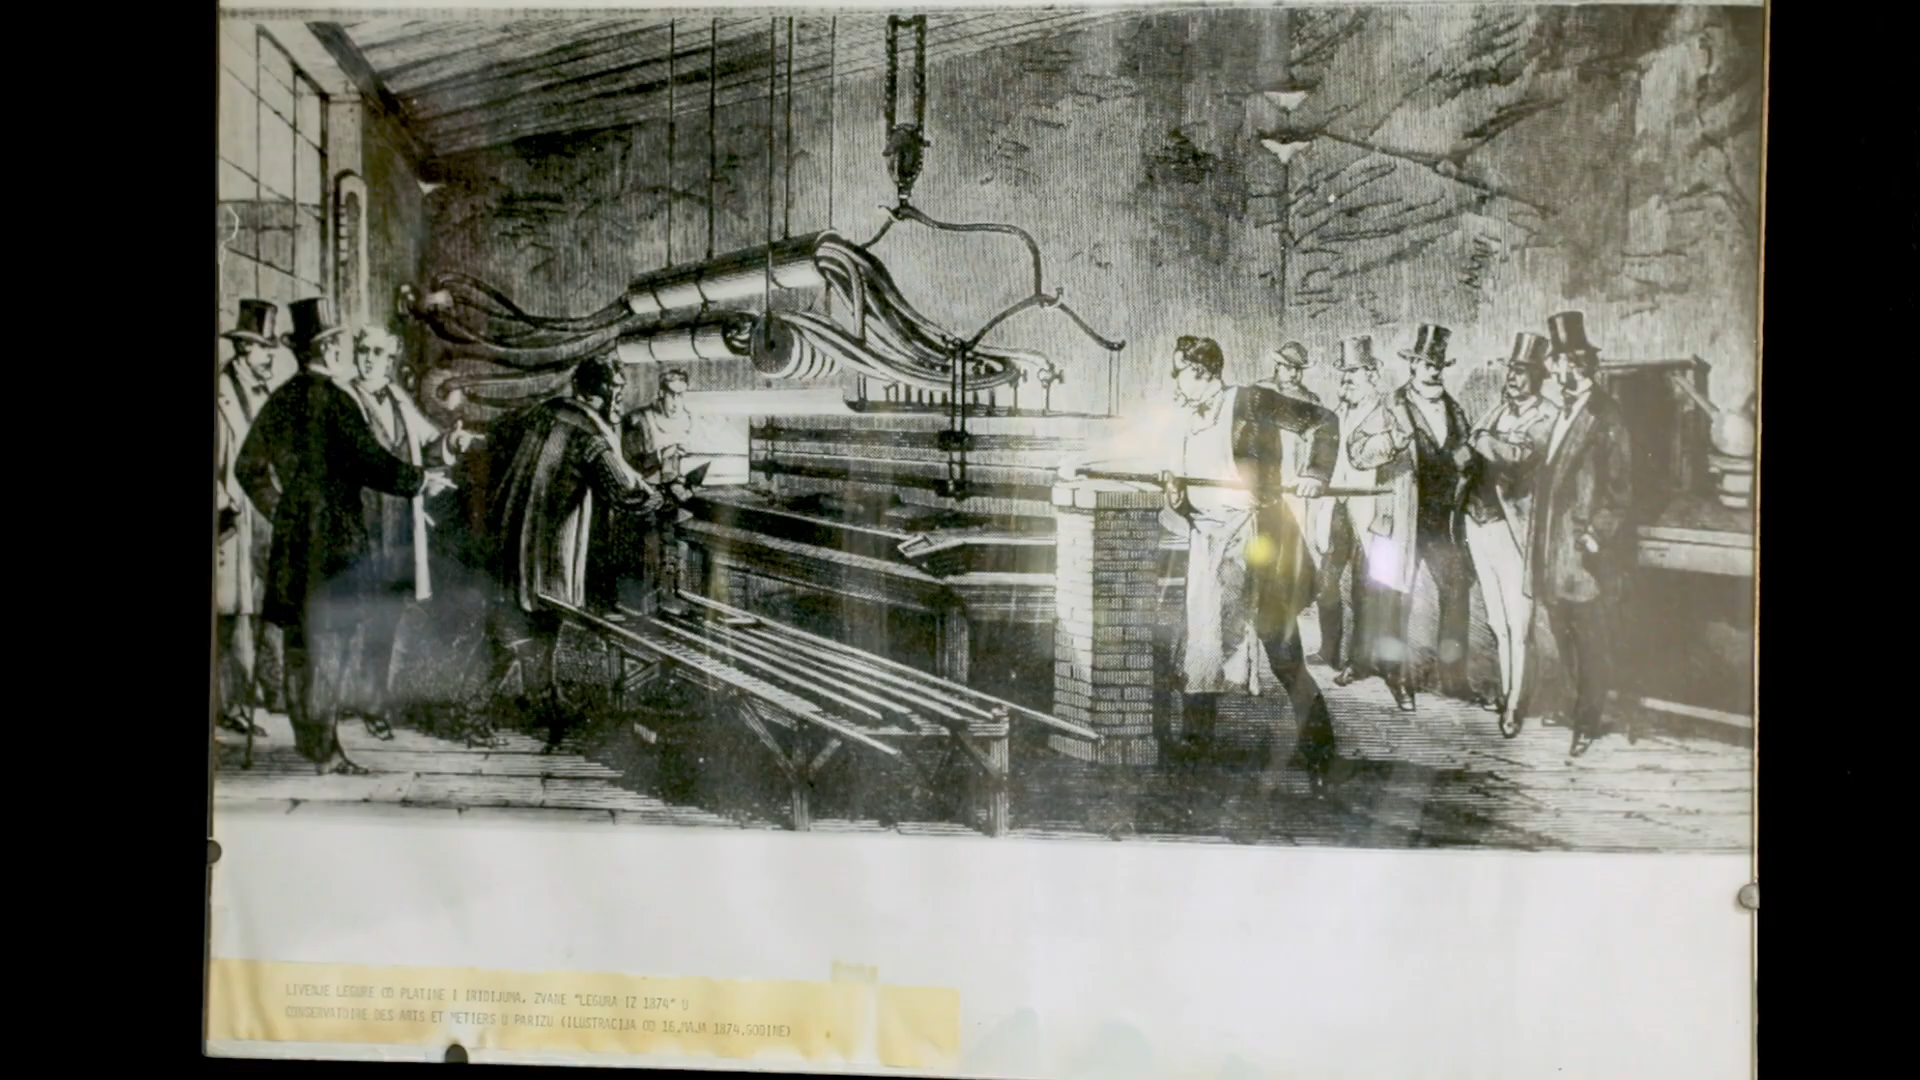 LIVENJE LEGURE OD PLATINE I IRIDIJUMA, ZVANE "LEGURA IZ 1874" U
CONSERVATOIRE DES ARTS ET METIERS U PARIZU (ILUSTRACIJA OD 16.MAJA 1874.GODINE)